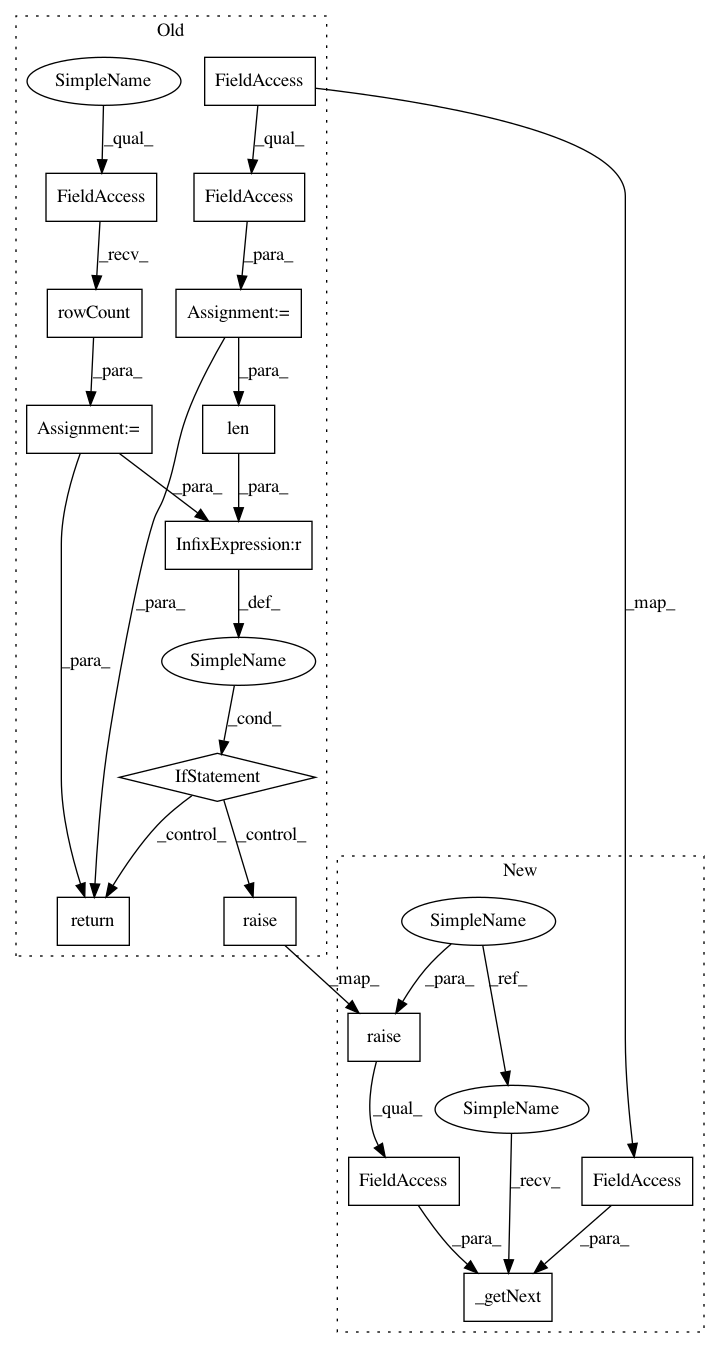 Old
SimpleName
FieldAccess
_qual_
_qual_
FieldAccess
FieldAccess
_recv_
_para_
rowCount
Assignment:=
_para_
_para_
Assignment:=
len
_para_
_para_
InfixExpression:r
_para_
_def_
_map_
_para_
SimpleName
_cond_
IfStatement
_control_
_control_
New
return
raise
SimpleName
_map_
_para_
_ref_
raise
_qual_
SimpleName
FieldAccess
_recv_
FieldAccess
_para_
_para_
_getNext